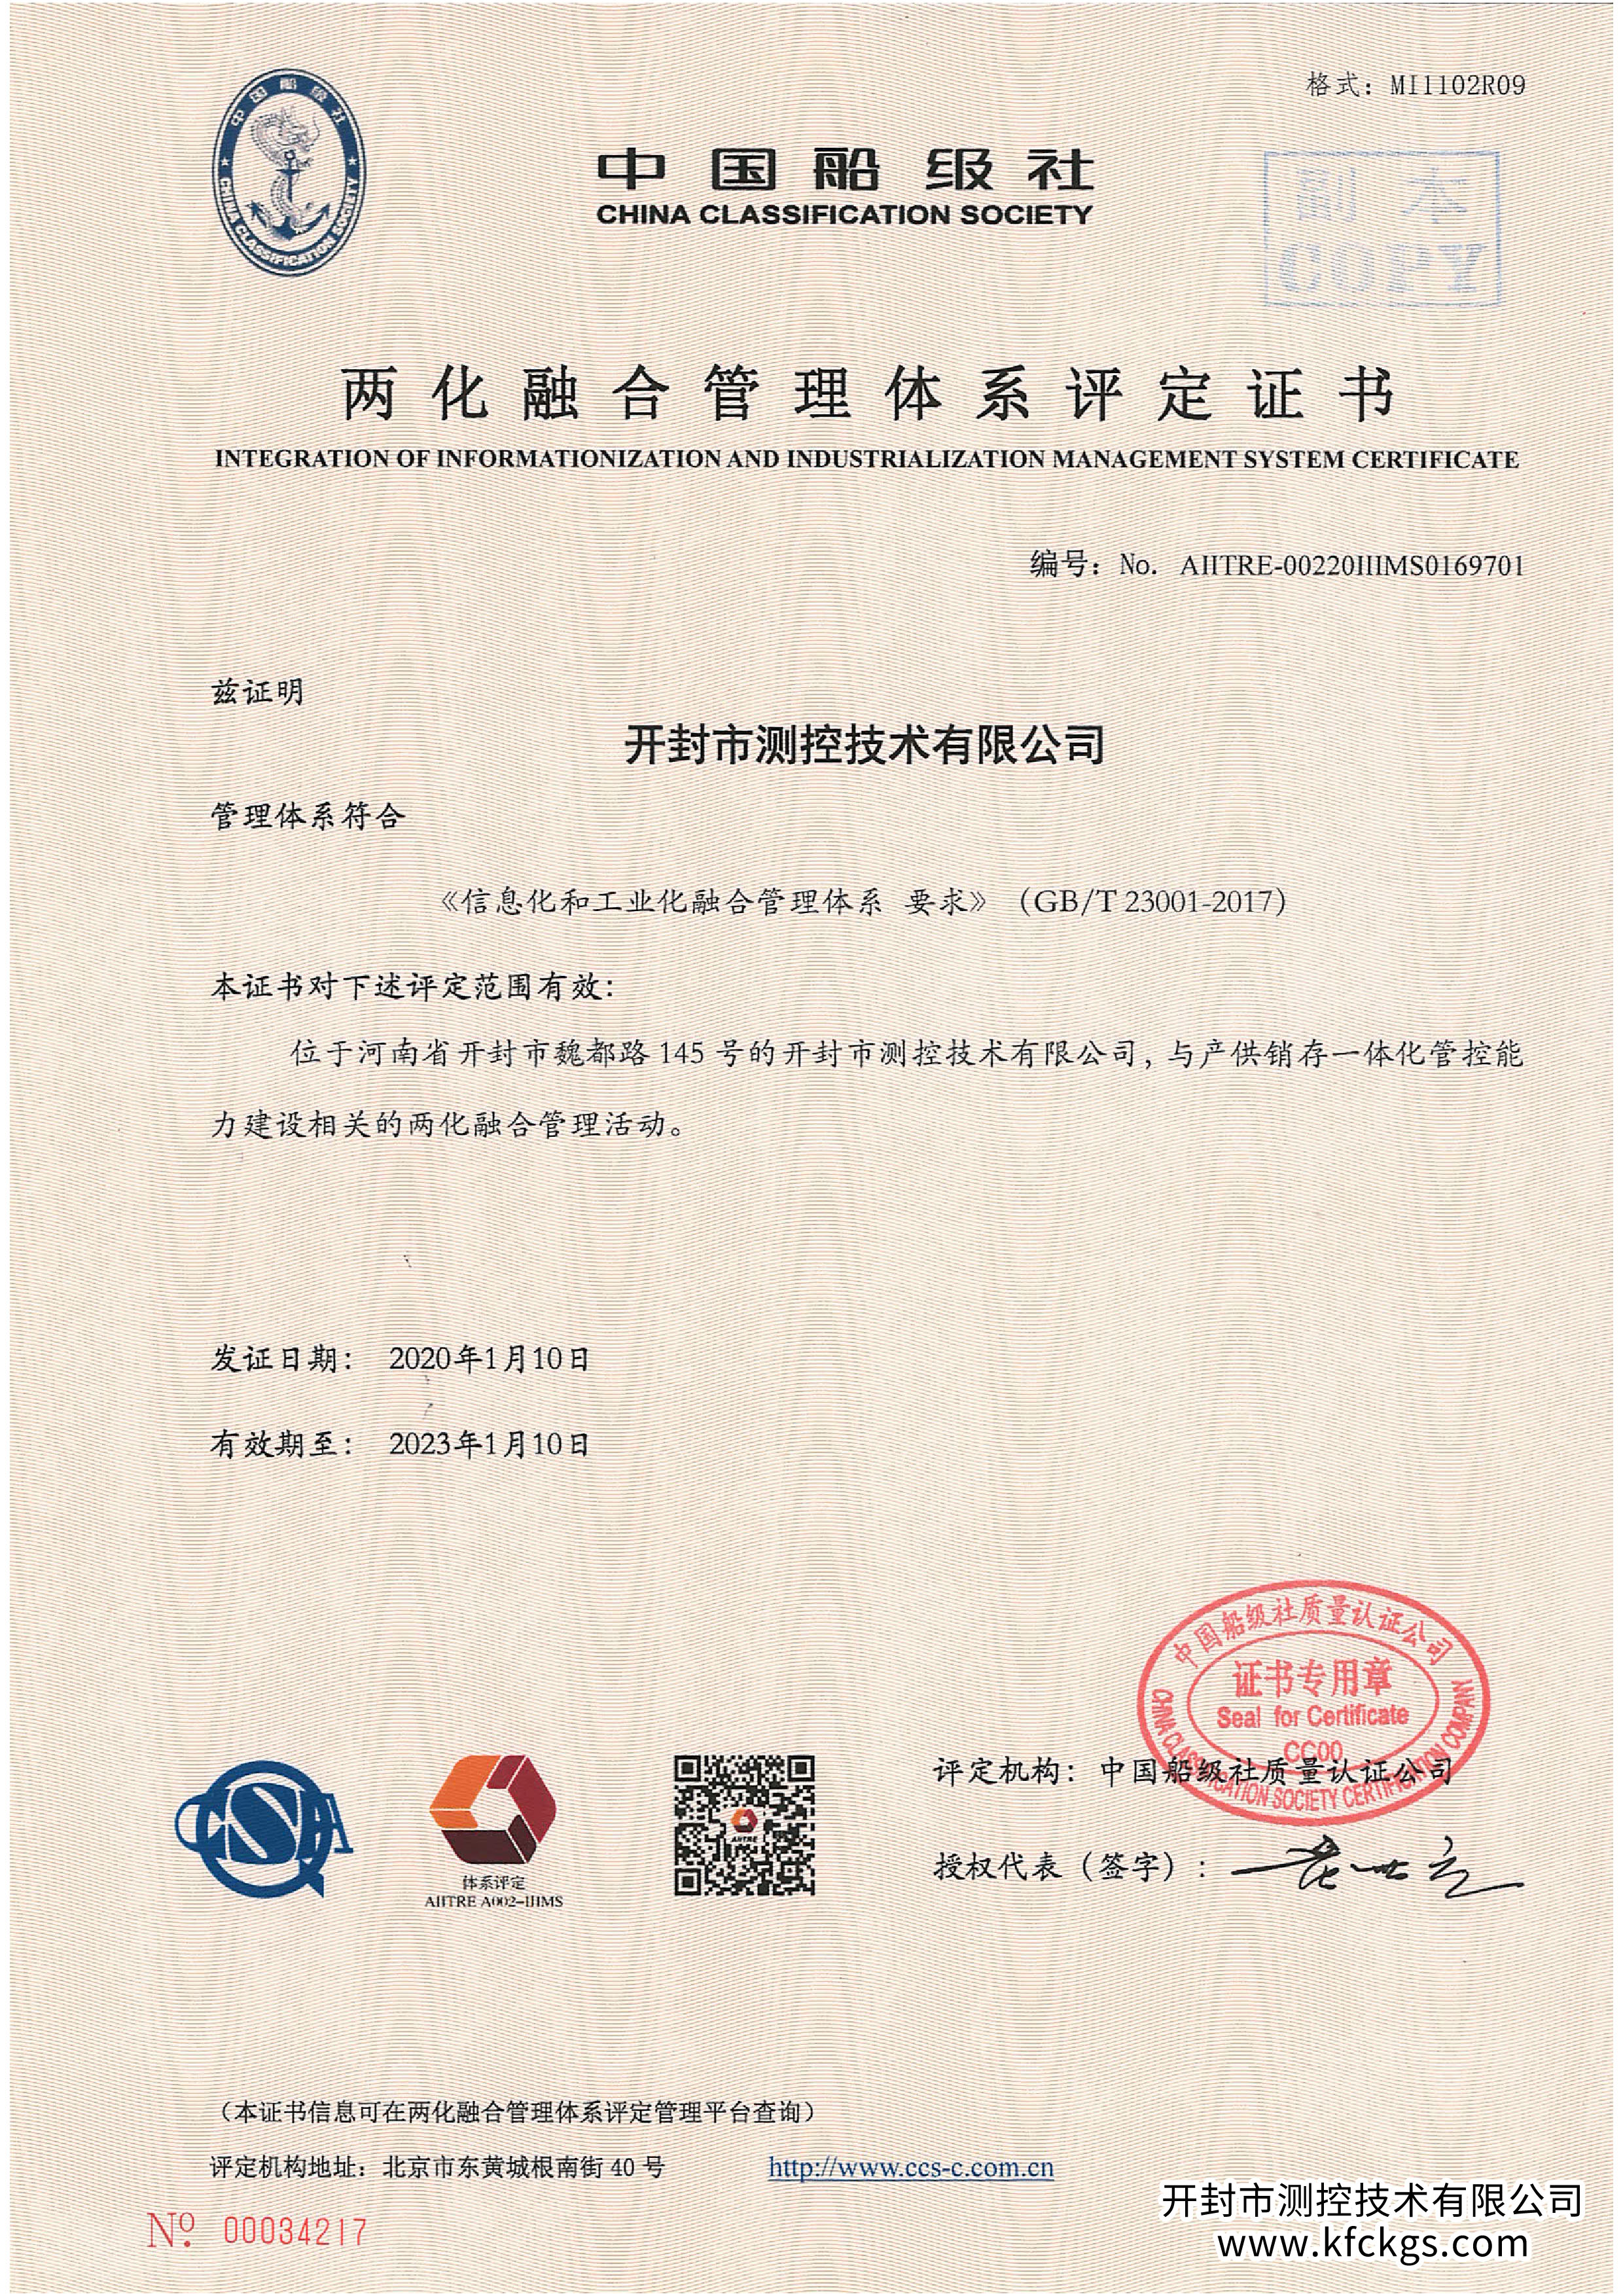 格式：MI1102R09
中国船级社
CHINA CLASSIFICATION SOCIETY
中国船级社
CHINA CLASSIFICATION SOCIETY
副本
COPY
两化融合管理体系评定证书
INTEGRATION OF INFORMATIONIZATION AND INDUSTRIALIZATION MANAGEMENT SYSTEM CERTIFICATE
编号：No. AIITRE-00220IIIMS0169701
兹证明
开封市测控技术有限公司
管理体系符合
《信息化和工业化融合管理体系 要求》（GB/T 23001-2017）
本证书对下述评定范围有效：
位于河南省开封市魏都路 145 号的开封市测控技术有限公司，与产供销存一体化管控能
力建设相关的两化融合管理活动。
发证日期： 2020年1月10日
有效期至： 2023年1月10日
中国船级社质量认证公司
证书专用章
Seal for Certificate
CC00
CHINA CLASSIFICATION SOCIETY CERTIFICATION COMPANY
评定机构：中国船级社质量认证公司
授权代表（签字）：
CSQA
体系评定
AIITRE A002-IIIMS
AIITRE
（本证书信息可在两化融合管理体系评定管理平台查询）
评定机构地址：北京市东黄城根南街 40 号 http://www.ccs-c.com.cn
№ 00034217
开封市测控技术有限公司
www.kfckgs.com